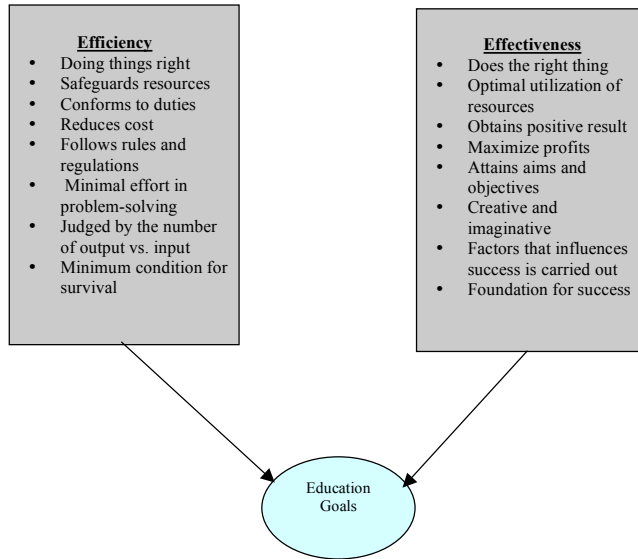 Efficiency
• Doing things right
• Safeguards resources
• Conforms to duties
• Reduces cost
• Follows rules and
regulations
• Minimal effort in
problem-solving
• Judged by the number
of output vs. input
• Minimum condition for
survival
Effectiveness
• Does the right thing
• Optimal utilization of
resources
• Obtains positive result
• Maximize profits
• Attains aims and
objectives
• Creative and
imaginative
• Factors that influences
success is carried out
• Foundation for success
Education
Goals